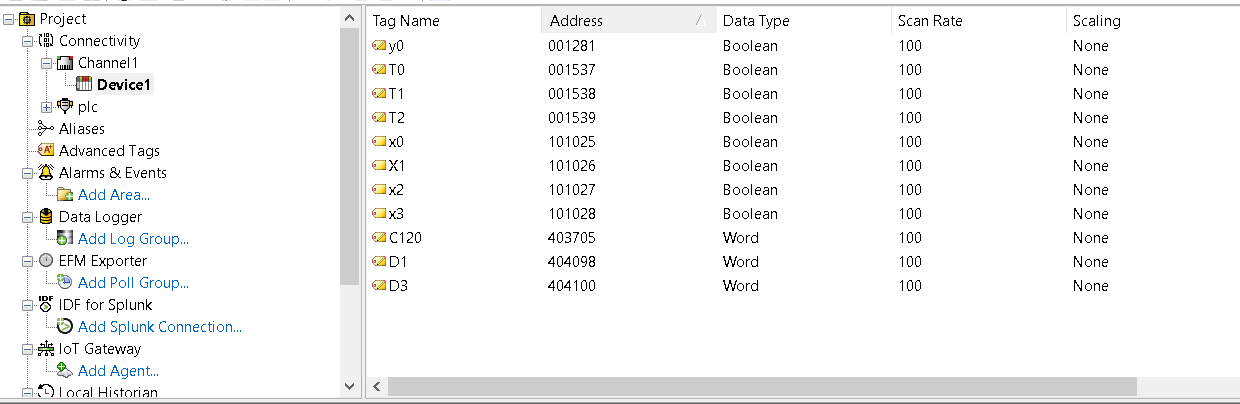 Project
Connectivity
Channel1
Device1
plc
Aliases
Advanced Tags
Alarms & Events
Add Area...
Data Logger
Add Log Group...
EFM Exporter
Add Poll Group...
IDF for Splunk
Add Splunk Connection...
IoT Gateway
Add Agent...
Local Historian
Tag Name Address Data Type Scan Rate Scaling
y0 001281 Boolean 100 None
T0 001537 Boolean 100 None
T1 001538 Boolean 100 None
T2 001539 Boolean 100 None
x0 101025 Boolean 100 None
X1 101026 Boolean 100 None
x2 101027 Boolean 100 None
x3 101028 Boolean 100 None
C120 403705 Word 100 None
D1 404098 Word 100 None
D3 404100 Word 100 None